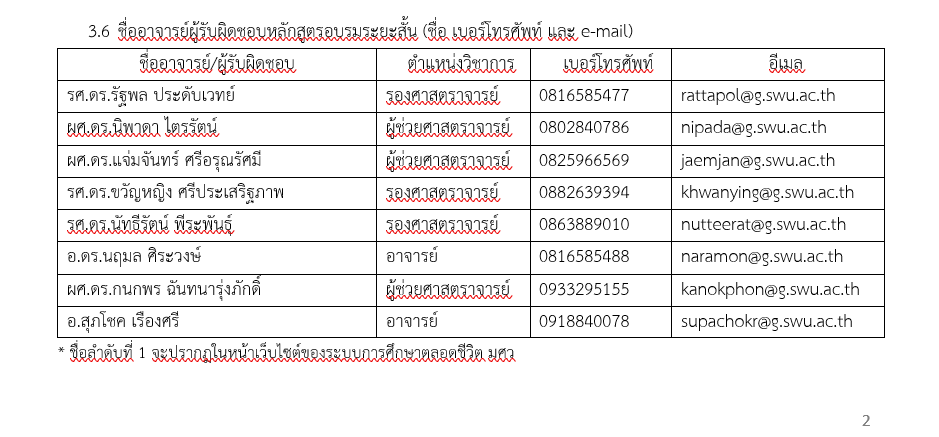 3.6 ชื่ออาจารย์ผู้รับผิดชอบหลักสูตรอบรมระยะสั้น (ชื่อ เบอร์โทรศัพท์ และ e-mail)
ชื่ออาจารย์/ผู้รับผิดชอบ ตำแหน่งวิชาการ เบอร์โทรศัพท์ อีเมล
รศ.ดร.รัฐพล ประดับเวทย์ รองศาสตราจารย์ 0816585477 rattapol@g.swu.ac.th
ผศ.ดร.นิพาดา ไตรรัตน์ ผู้ช่วยศาสตราจารย์ 0802840786 nipada@g.swu.ac.th
ผศ.ดร.แจ่มจันทร์ ศรีอรุณรัศมี ผู้ช่วยศาสตราจารย์ 0825966569 jaemjan@g.swu.ac.th
รศ.ดร.ขวัญหญิง ศรีประเสริฐภาพ รองศาสตราจารย์ 0882639394 khwanying@g.swu.ac.th
รศ.ดร.นัทธีรัตน์ พีระพันธุ์ รองศาสตราจารย์ 0863889010 nutteerat@g.swu.ac.th
อ.ดร.นฤมล ศิระวงษ์ อาจารย์ 0816585488 naramon@g.swu.ac.th
ผศ.ดร.กนกพร ฉันทนารุ่งภักดิ์ ผู้ช่วยศาสตราจารย์ 0933295155 kanokphon@g.swu.ac.th
อ.สุภโชค เรืองศรี อาจารย์ 0918840078 supachokr@g.swu.ac.th
* ชื่อลำดับที่ 1 จะปรากฏในหน้าเว็บไซต์ของระบบการศึกษาตลอดชีวิต มศว
2